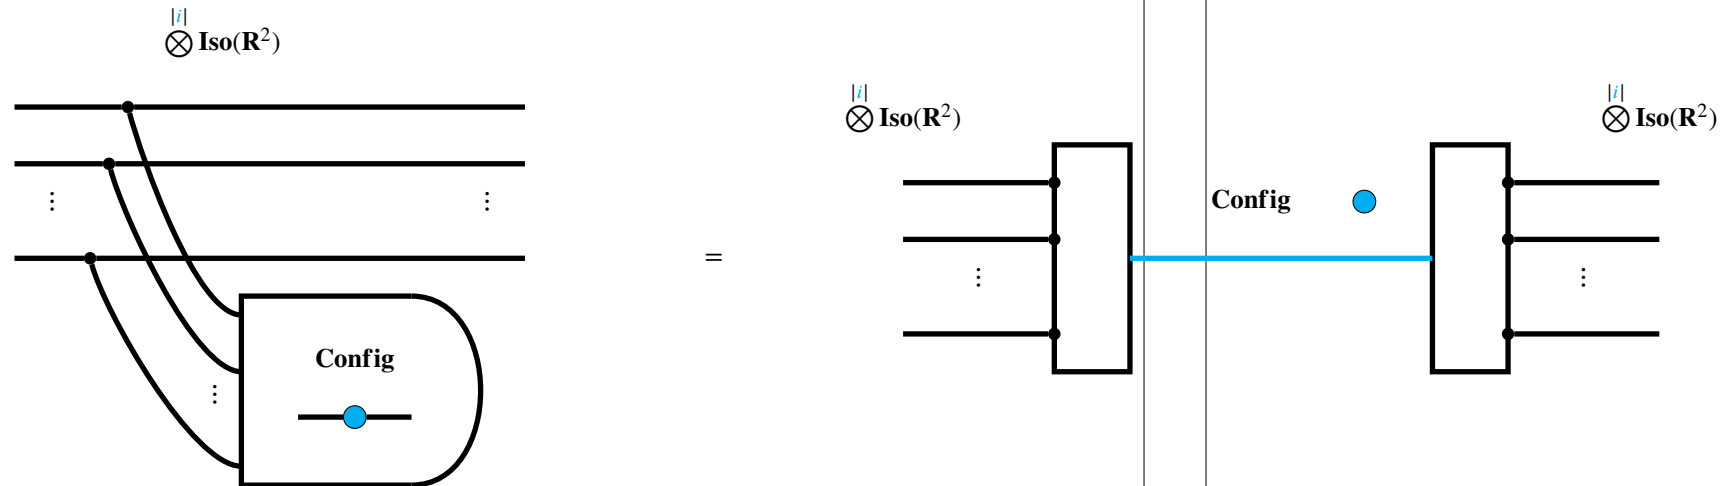 |i|
⨂ Iso(R²)
⋮ ⋮
Config
⋮
=
|i|
⨂ Iso(R²)
⋮
Config
|i|
⨂ Iso(R²)
⋮